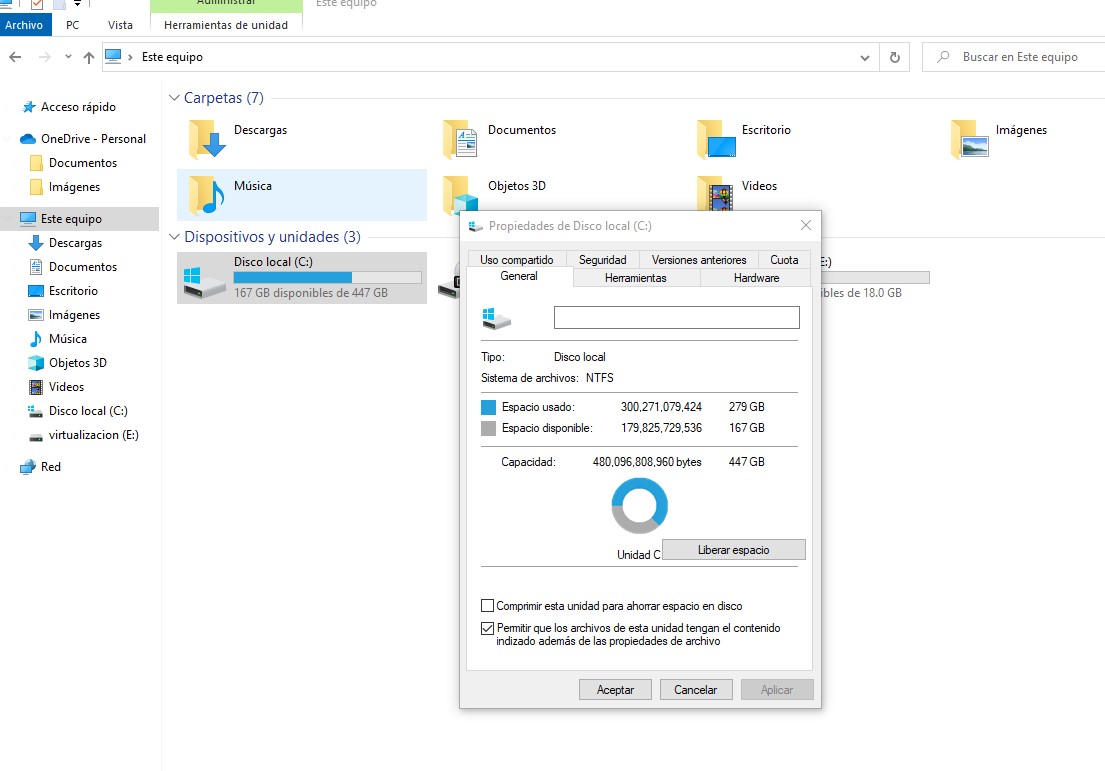 Administrar
Este equipo
Archivo
PC
Vista
Herramientas de unidad
Este equipo
Buscar en Este equipo
Acceso rápido
OneDrive - Personal
Documentos
Imágenes
Este equipo
Descargas
Documentos
Escritorio
Imágenes
Música
Objetos 3D
Videos
Disco local (C:)
virtualizacion (E:)
Red
Carpetas (7)
Descargas
Documentos
Escritorio
Imágenes
Música
Objetos 3D
Videos
Dispositivos y unidades (3)
Disco local (C:)
167 GB disponibles de 447 GB
E:)
ibles de 18.0 GB
Propiedades de Disco local (C:)
Uso compartido
Seguridad
Versiones anteriores
Cuota
General
Herramientas
Hardware
Tipo: Disco local
Sistema de archivos: NTFS
Espacio usado: 300,271,079,424 279 GB
Espacio disponible: 179,825,729,536 167 GB
Capacidad: 480,096,808,960 bytes 447 GB
Unidad C
Liberar espacio
Comprimir esta unidad para ahorrar espacio en disco
Permitir que los archivos de esta unidad tengan el contenido
indizado además de las propiedades de archivo
Aceptar
Cancelar
Aplicar